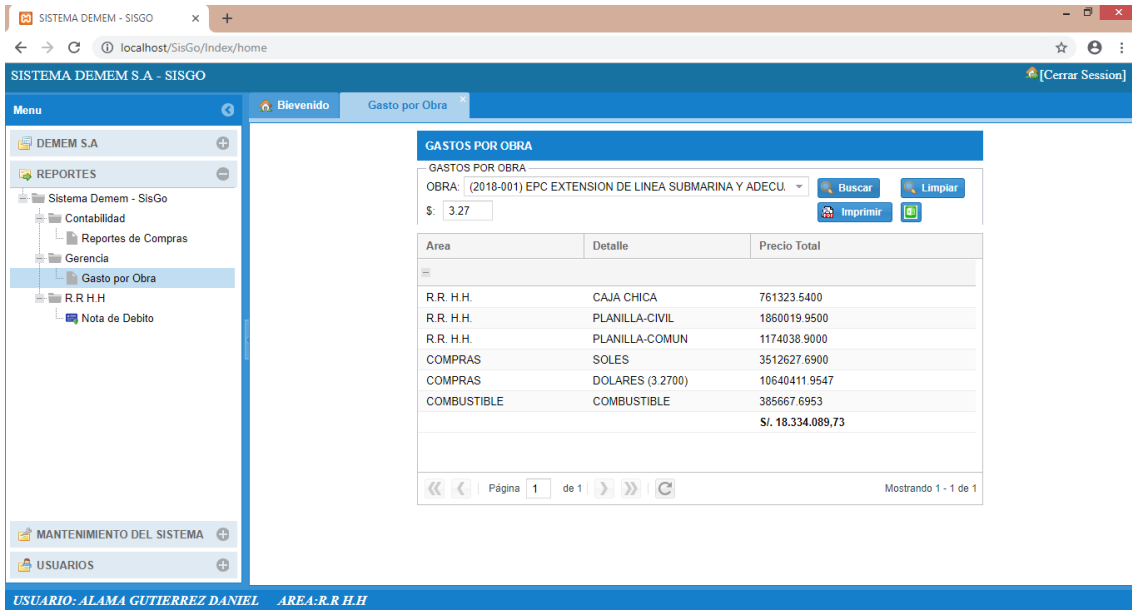 SISTEMA DEMEM - SISGO
localhost/SisGo/Index/home
SISTEMA DEMEM S.A - SISGO
[Cerrar Session]
Menu
Bievenido
Gasto por Obra
DEMEM S.A
REPORTES
Sistema Demem - SisGo
Contabilidad
Reportes de Compras
Gerencia
Gasto por Obra
R.R H.H
Nota de Debito
MANTENIMIENTO DEL SISTEMA
USUARIOS
GASTOS POR OBRA
GASTOS POR OBRA
OBRA: (2018-001) EPC EXTENSION DE LINEA SUBMARINA Y ADECU. Buscar Limpiar
$: 3.27 Imprimir
Area Detalle Precio Total
R.R. H.H. CAJA CHICA 761323.5400
R.R. H.H. PLANILLA-CIVIL 1860019.9500
R.R. H.H. PLANILLA-COMUN 1174038.9000
COMPRAS SOLES 3512627.6900
COMPRAS DOLARES (3.2700) 10640411.9547
COMBUSTIBLE COMBUSTIBLE 385667.6953
S/. 18.334.089,73
Página 1 de 1 Mostrando 1 - 1 de 1
USUARIO: ALAMA GUTIERREZ DANIEL AREA:R.R H.H